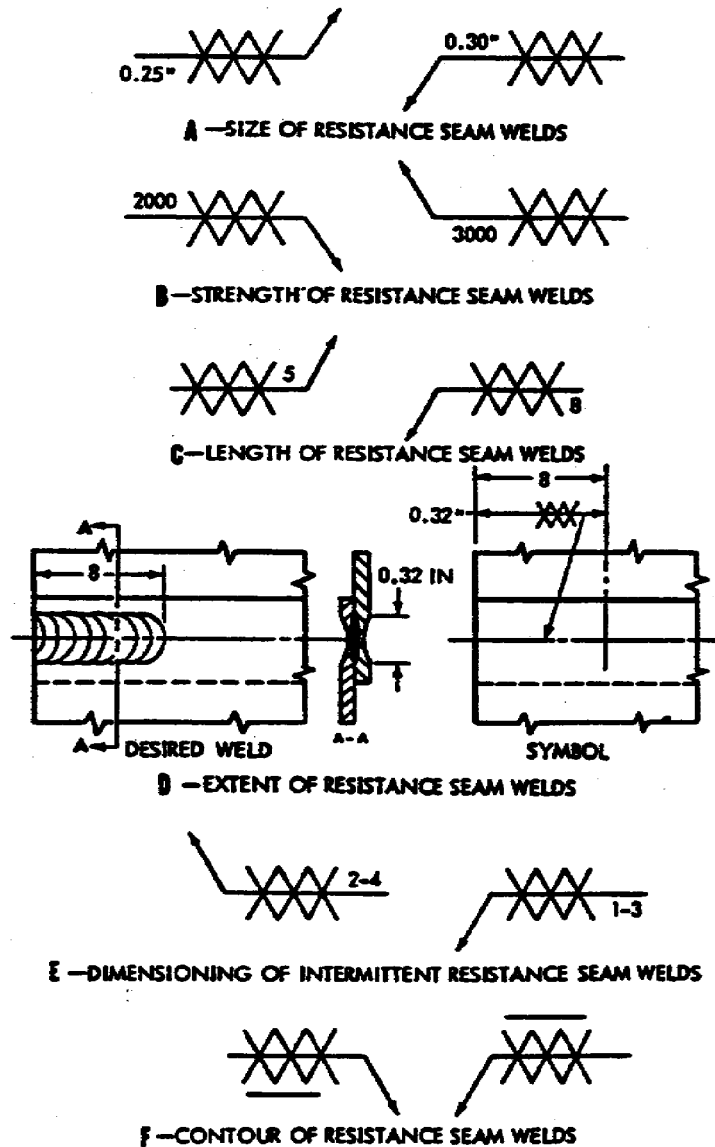 0.25" 0.30"
A—SIZE OF RESISTANCE SEAM WELDS
2000 3000
B—STRENGTH OF RESISTANCE SEAM WELDS
5 8
C—LENGTH OF RESISTANCE SEAM WELDS
8
0.32"
A
8
0.32 IN
A
DESIRED WELD A-A SYMBOL
D—EXTENT OF RESISTANCE SEAM WELDS
2-4 1-3
E—DIMENSIONING OF INTERMITTENT RESISTANCE SEAM WELDS
F—CONTOUR OF RESISTANCE SEAM WELDS